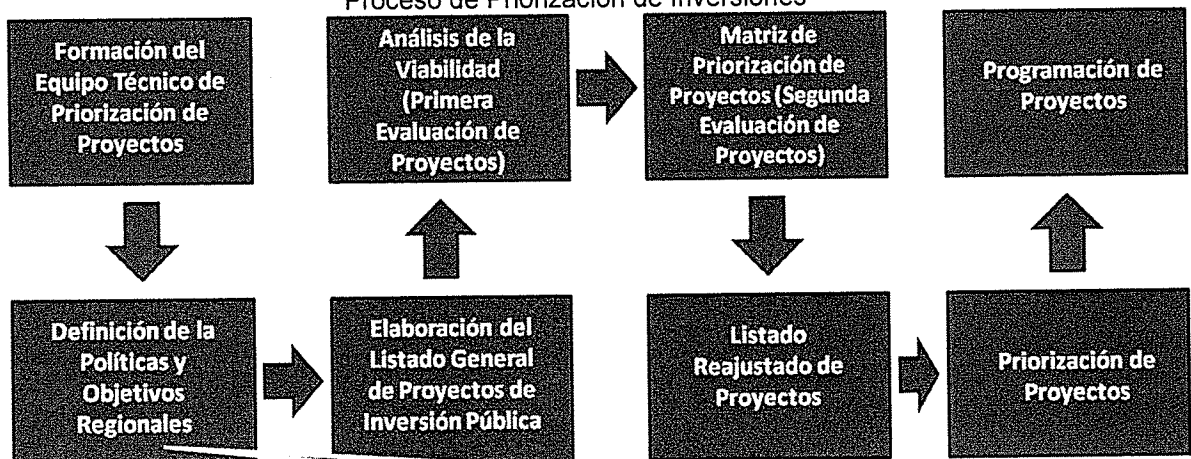 Proceso de Priorización de Inversiones
Formación del
Equipo Técnico de
Priorización de
Proyectos
Definición de la
Políticas y
Objetivos
Regionales
Elaboración del
Listado General
de Proyectos de
Inversión Pública
Análisis de la
Viabilidad
(Primera
Evaluación de
Proyectos)
Matriz de
Priorización de
Proyectos (Segunda
Evaluación de
Proyectos)
Listado
Reajustado de
Proyectos
Priorización de
Proyectos
Programación de
Proyectos